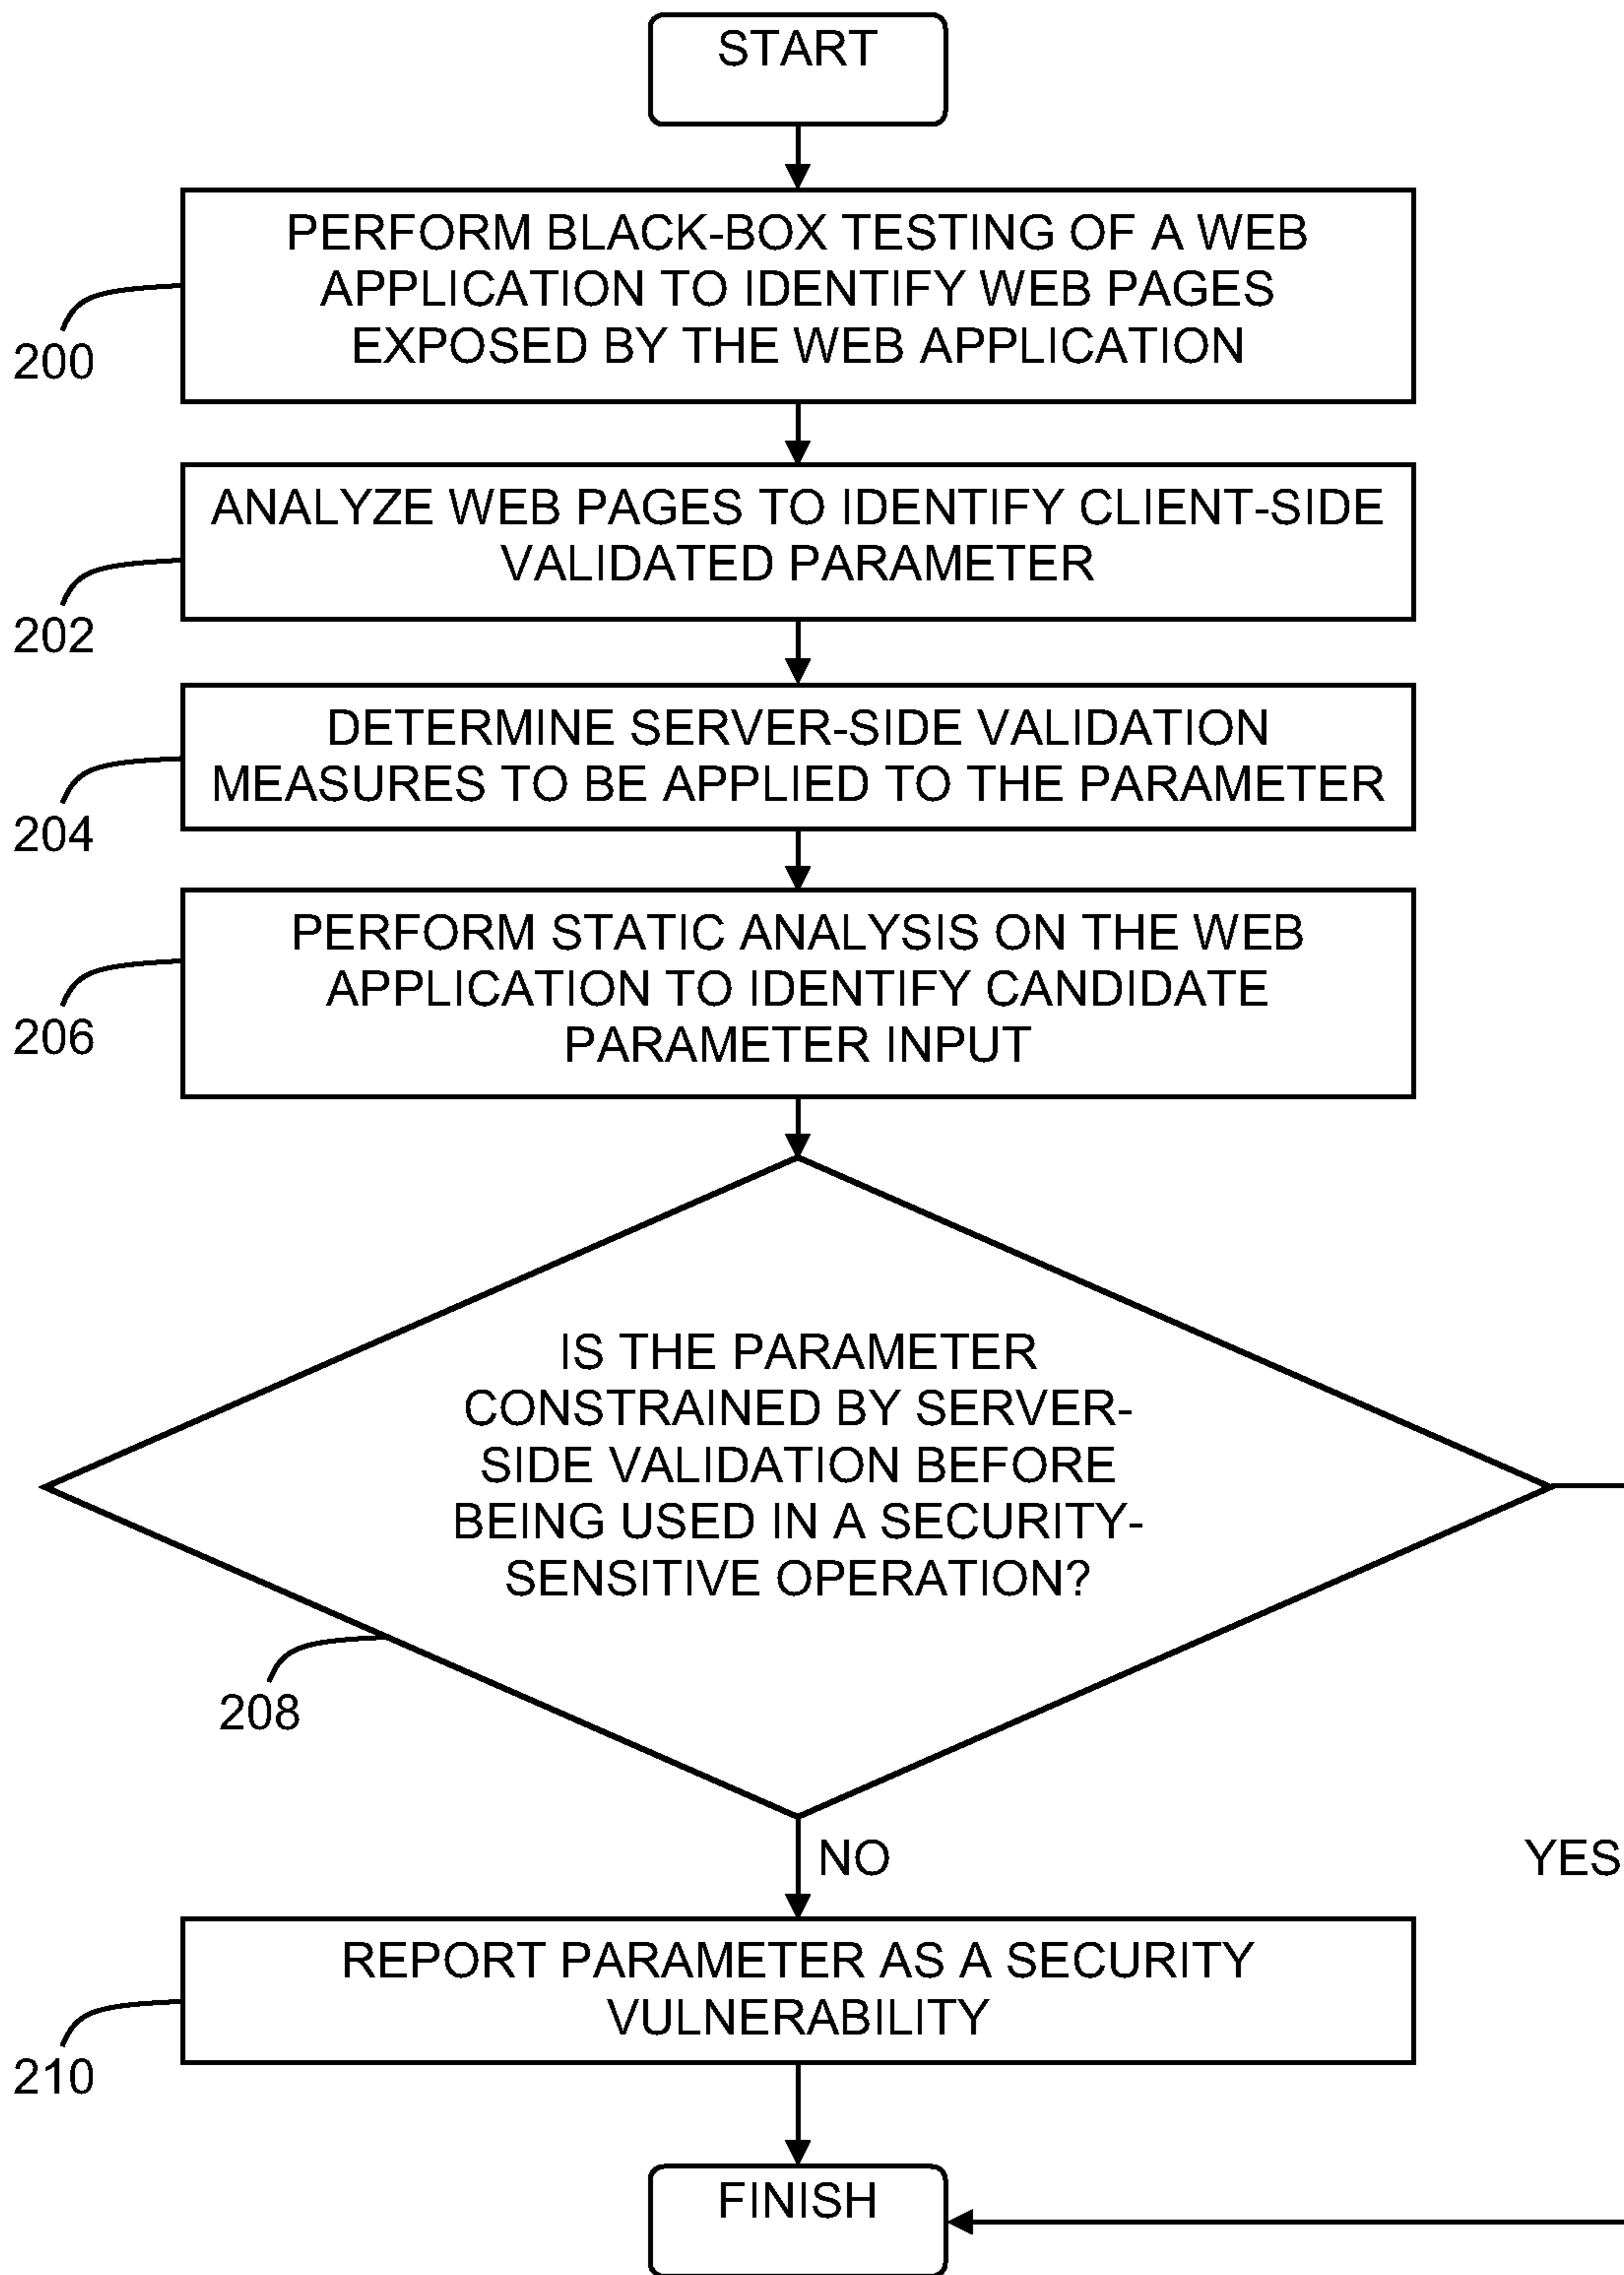 START
PERFORM BLACK-BOX TESTING OF A WEB
APPLICATION TO IDENTIFY WEB PAGES
EXPOSED BY THE WEB APPLICATION
200
ANALYZE WEB PAGES TO IDENTIFY CLIENT-SIDE
VALIDATED PARAMETER
202
DETERMINE SERVER-SIDE VALIDATION
MEASURES TO BE APPLIED TO THE PARAMETER
204
PERFORM STATIC ANALYSIS ON THE WEB
APPLICATION TO IDENTIFY CANDIDATE
PARAMETER INPUT
206
IS THE PARAMETER
CONSTRAINED BY SERVER-
SIDE VALIDATION BEFORE
BEING USED IN A SECURITY-
SENSITIVE OPERATION?
208
NO
YES
REPORT PARAMETER AS A SECURITY
VULNERABILITY
210
FINISH